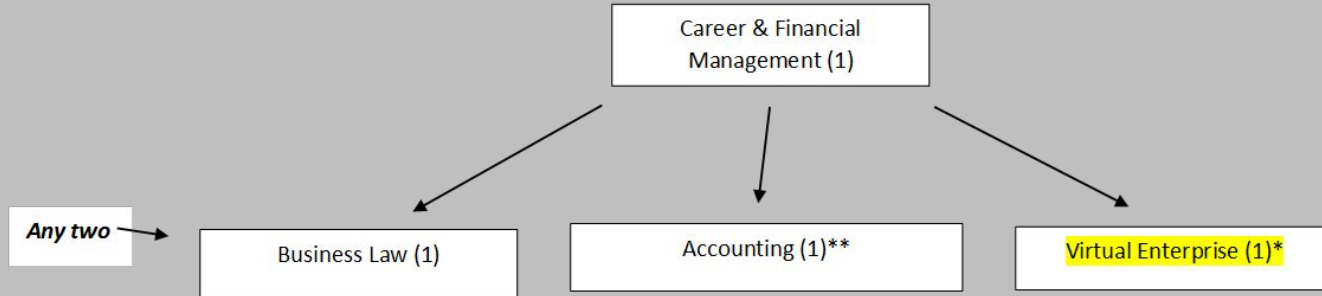 Career & Financial
Management (1)
Any two
Business Law (1)
Accounting (1)**
Virtual Enterprise (1)*